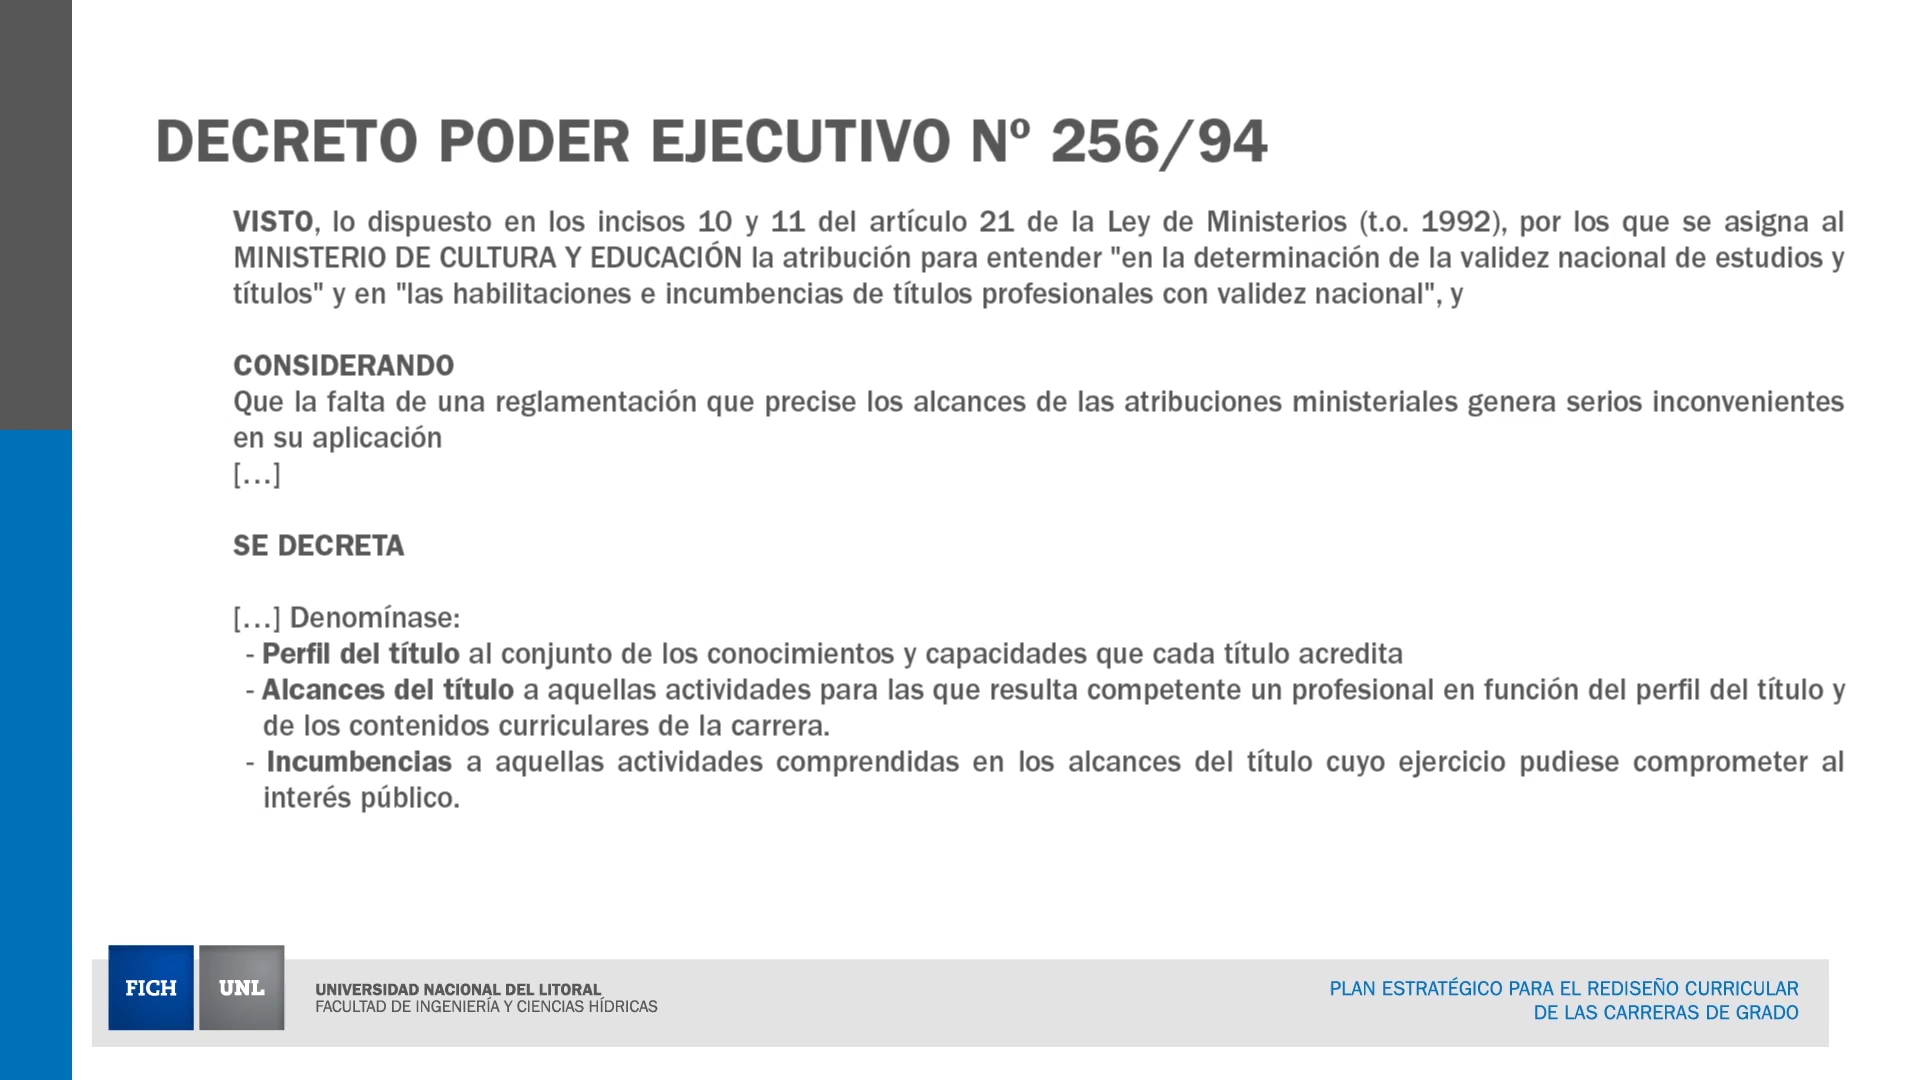 DECRETO PODER EJECUTIVO Nº 256/94
VISTO, lo dispuesto en los incisos 10 y 11 del artículo 21 de la Ley de Ministerios (t.o. 1992), por los que se asigna al
MINISTERIO DE CULTURA Y EDUCACIÓN la atribución para entender "en la determinación de la validez nacional de estudios y
títulos" y en "las habilitaciones e incumbencias de títulos profesionales con validez nacional", y
CONSIDERANDO
Que la falta de una reglamentación que precise los alcances de las atribuciones ministeriales genera serios inconvenientes
en su aplicación
[…]
SE DECRETA
[…] Denomínase:
- Perfil del título al conjunto de los conocimientos y capacidades que cada título acredita
- Alcances del título a aquellas actividades para las que resulta competente un profesional en función del perfil del título y
de los contenidos curriculares de la carrera.
- Incumbencias a aquellas actividades comprendidas en los alcances del título cuyo ejercicio pudiese comprometer al
interés público.
FICH UNL
UNIVERSIDAD NACIONAL DEL LITORAL
FACULTAD DE INGENIERÍA Y CIENCIAS HÍDRICAS
PLAN ESTRATÉGICO PARA EL REDISEÑO CURRICULAR
DE LAS CARRERAS DE GRADO